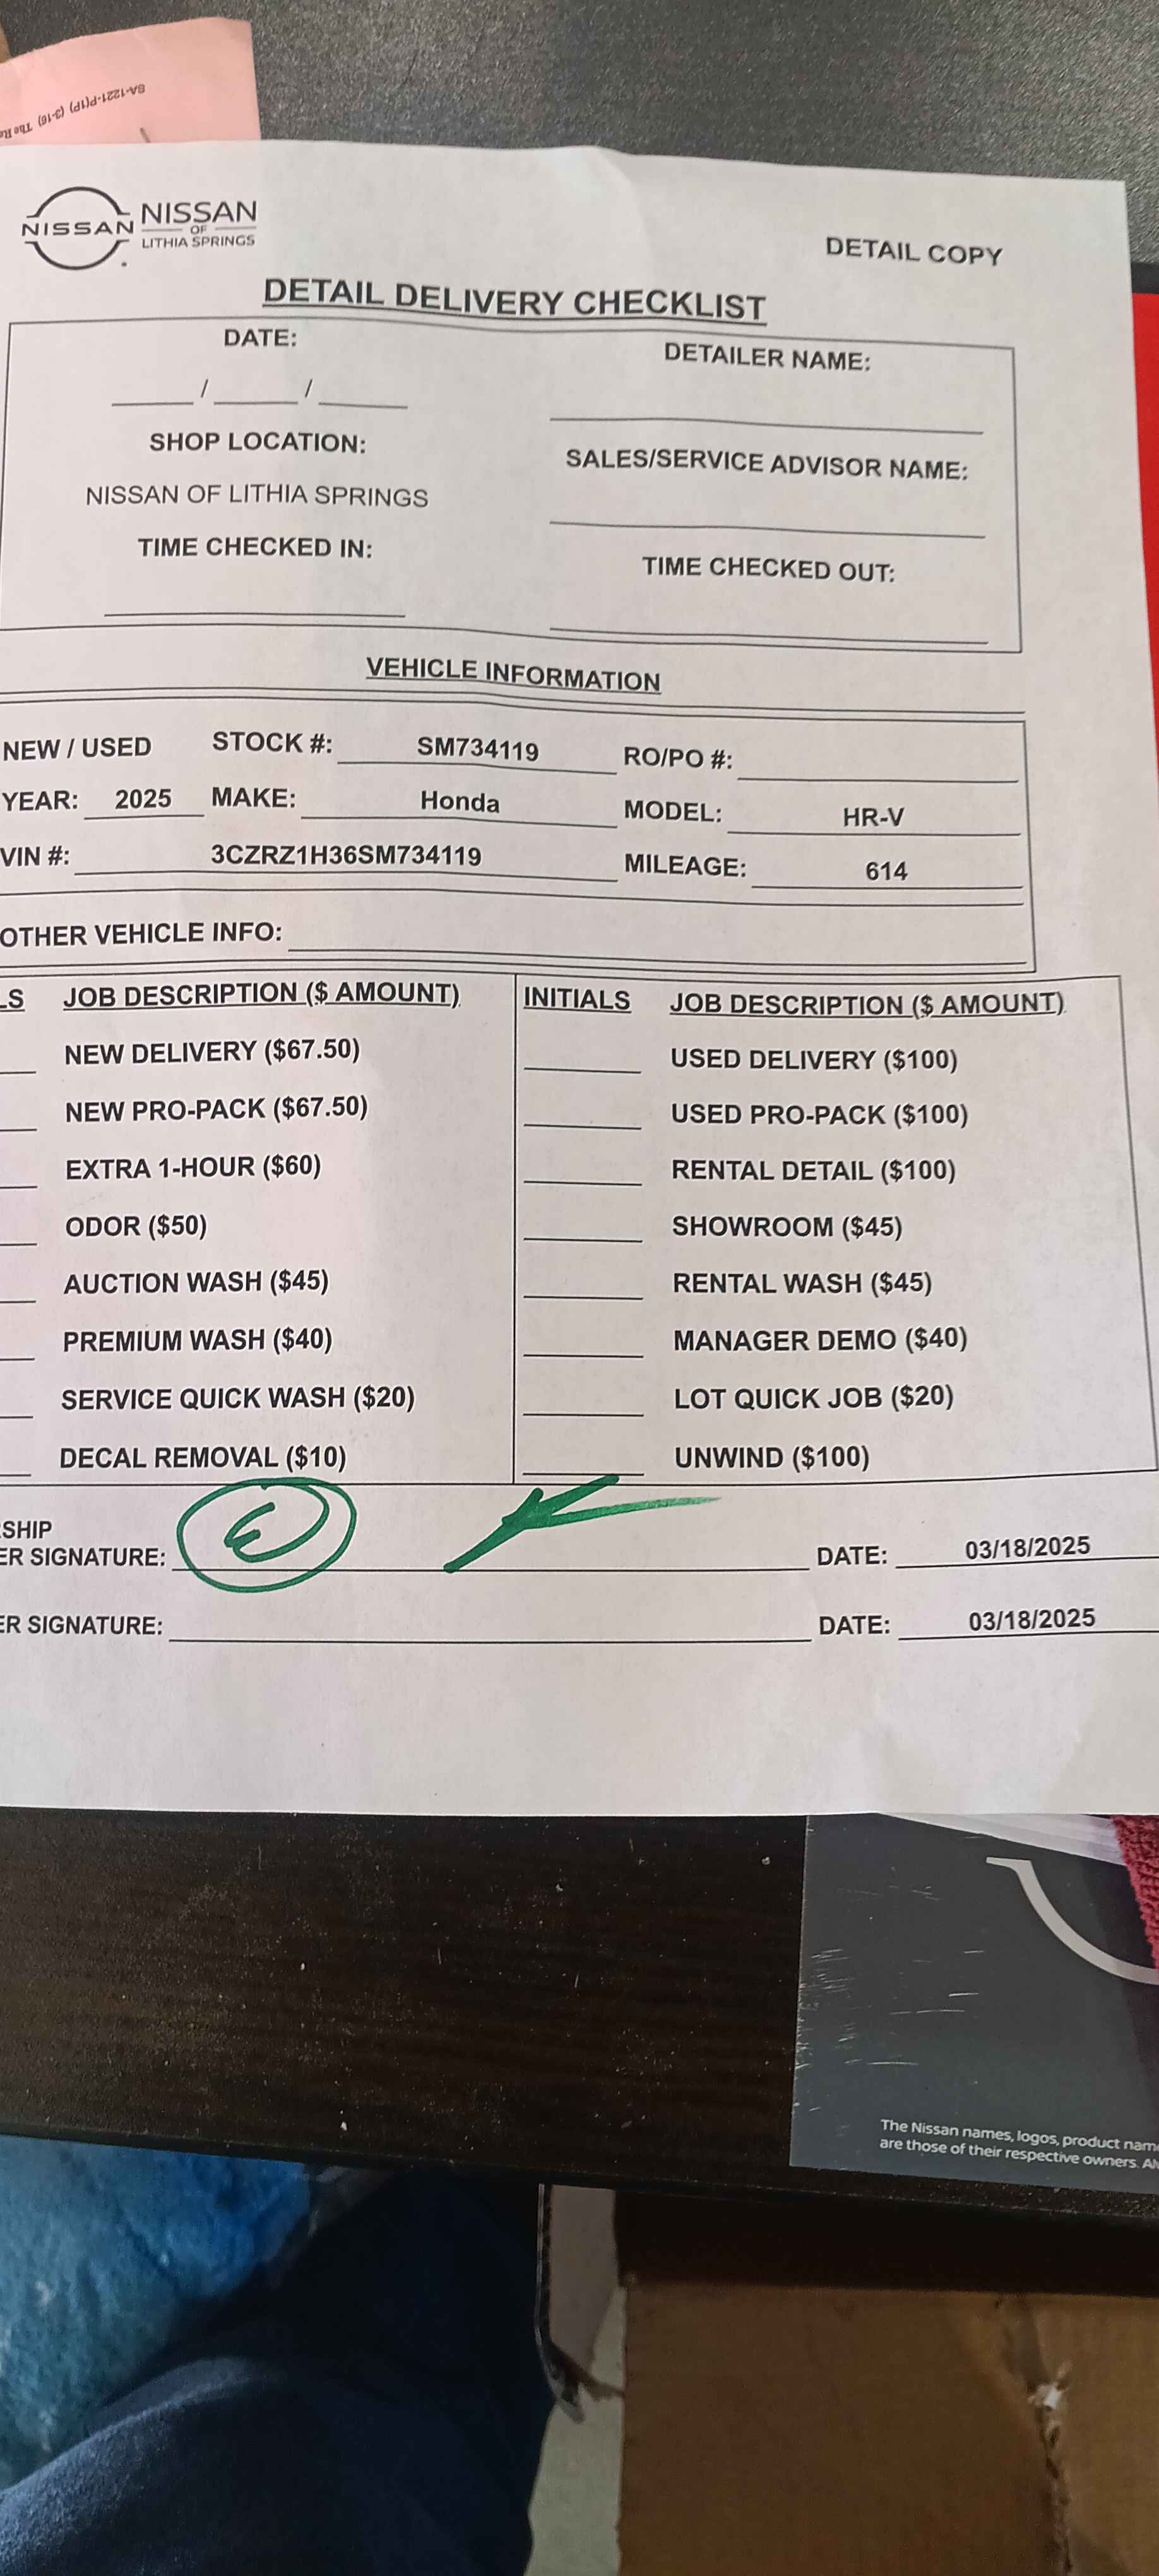 SA-1221-P(1P) (3-16) The Re
NISSAN
NISSAN
OF
LITHIA SPRINGS
DETAIL COPY
DETAIL DELIVERY CHECKLIST
DATE:
DETAILER NAME:
/ /
SHOP LOCATION:
SALES/SERVICE ADVISOR NAME:
NISSAN OF LITHIA SPRINGS
TIME CHECKED IN:
TIME CHECKED OUT:
VEHICLE INFORMATION
NEW / USED STOCK #: SM734119 RO/PO #:
YEAR: 2025 MAKE: Honda MODEL: HR-V
VIN #: 3CZRZ1H36SM734119 MILEAGE: 614
OTHER VEHICLE INFO:
LS JOB DESCRIPTION ($ AMOUNT) INITIALS JOB DESCRIPTION ($ AMOUNT)
NEW DELIVERY ($67.50) USED DELIVERY ($100)
NEW PRO-PACK ($67.50) USED PRO-PACK ($100)
EXTRA 1-HOUR ($60) RENTAL DETAIL ($100)
ODOR ($50) SHOWROOM ($45)
AUCTION WASH ($45) RENTAL WASH ($45)
PREMIUM WASH ($40) MANAGER DEMO ($40)
SERVICE QUICK WASH ($20) LOT QUICK JOB ($20)
DECAL REMOVAL ($10) UNWIND ($100)
SHIP
ER SIGNATURE: DATE: 03/18/2025
ER SIGNATURE: DATE: 03/18/2025
The Nissan names, logos, product nam
are those of their respective owners. Al